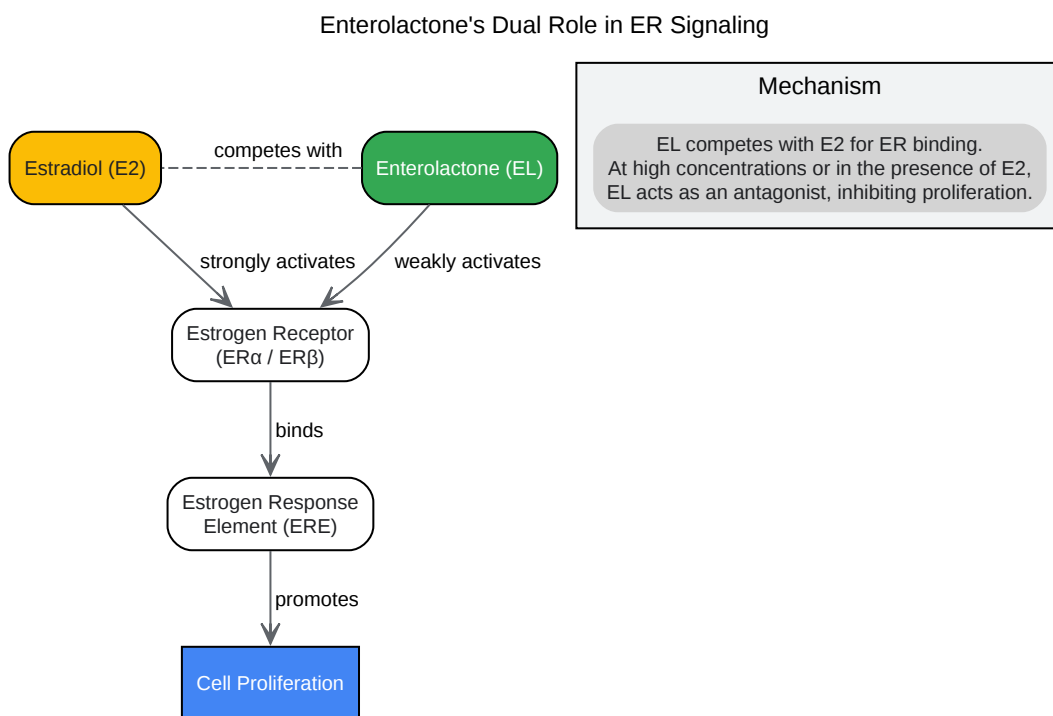 Enterolactone's Dual Role in ER Signaling
Mechanism
EL competes with E2 for ER binding.
At high concentrations or in the presence of E2,
EL acts as an antagonist, inhibiting proliferation.
Estradiol (E2)
competes with
Enterolactone (EL)
strongly activates
weakly activates
Estrogen Receptor
(ERα / ERβ)
binds
Estrogen Response
Element (ERE)
promotes
Cell Proliferation